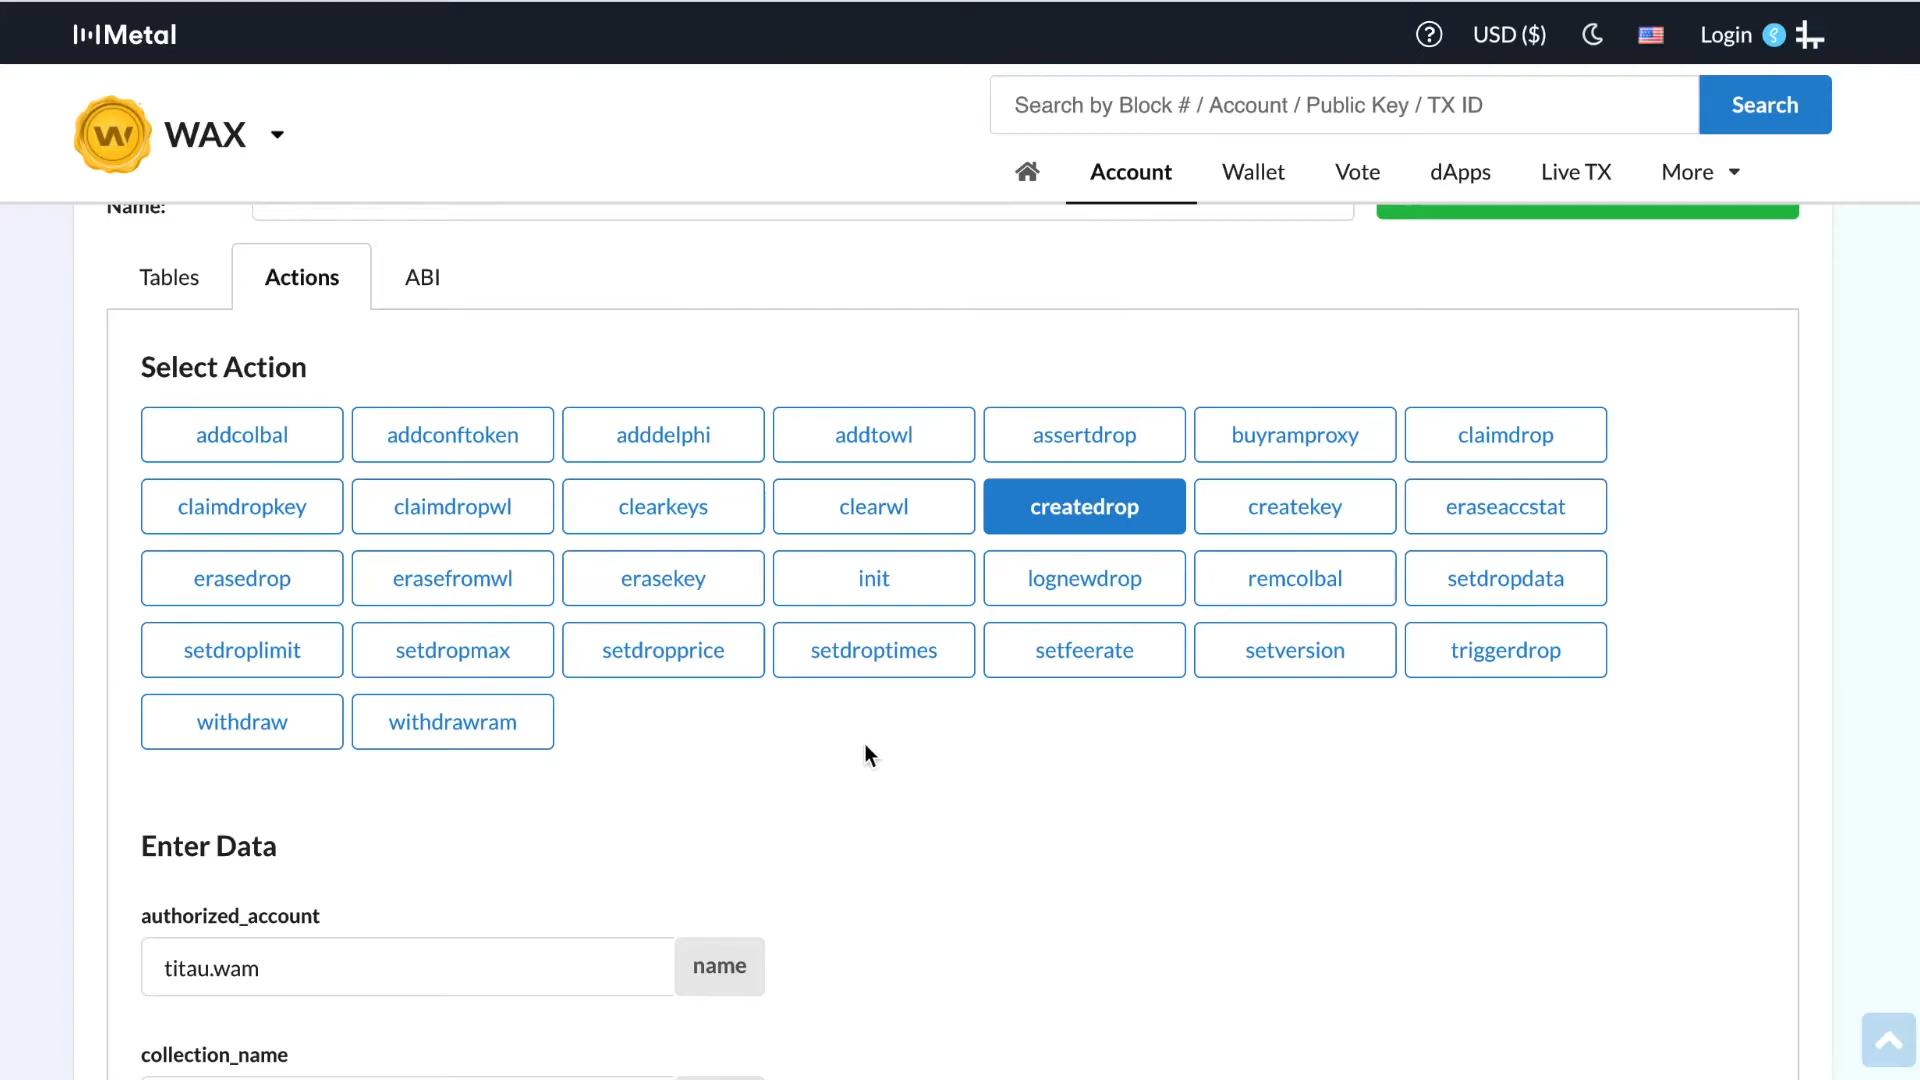 Metal
USD ($)
Login
WAX
Search by Block # / Account / Public Key / TX ID
Search
Account
Wallet
Vote
dApps
Live TX
More
Name:
Tables
Actions
ABI
Select Action
addcolbal
addconftoken
adddelphi
addtowl
assertdrop
buyramproxy
claimdrop
claimdropkey
claimdropwl
clearkeys
clearwl
createdrop
createkey
eraseaccstat
erasedrop
erasefromwl
erasekey
init
lognewdrop
remcolbal
setdropdata
setdroplimit
setdropmax
setdropprice
setdroptimes
setfeerate
setversion
triggerdrop
withdraw
withdrawram
Enter Data
authorized_account
titau.wam
name
collection_name